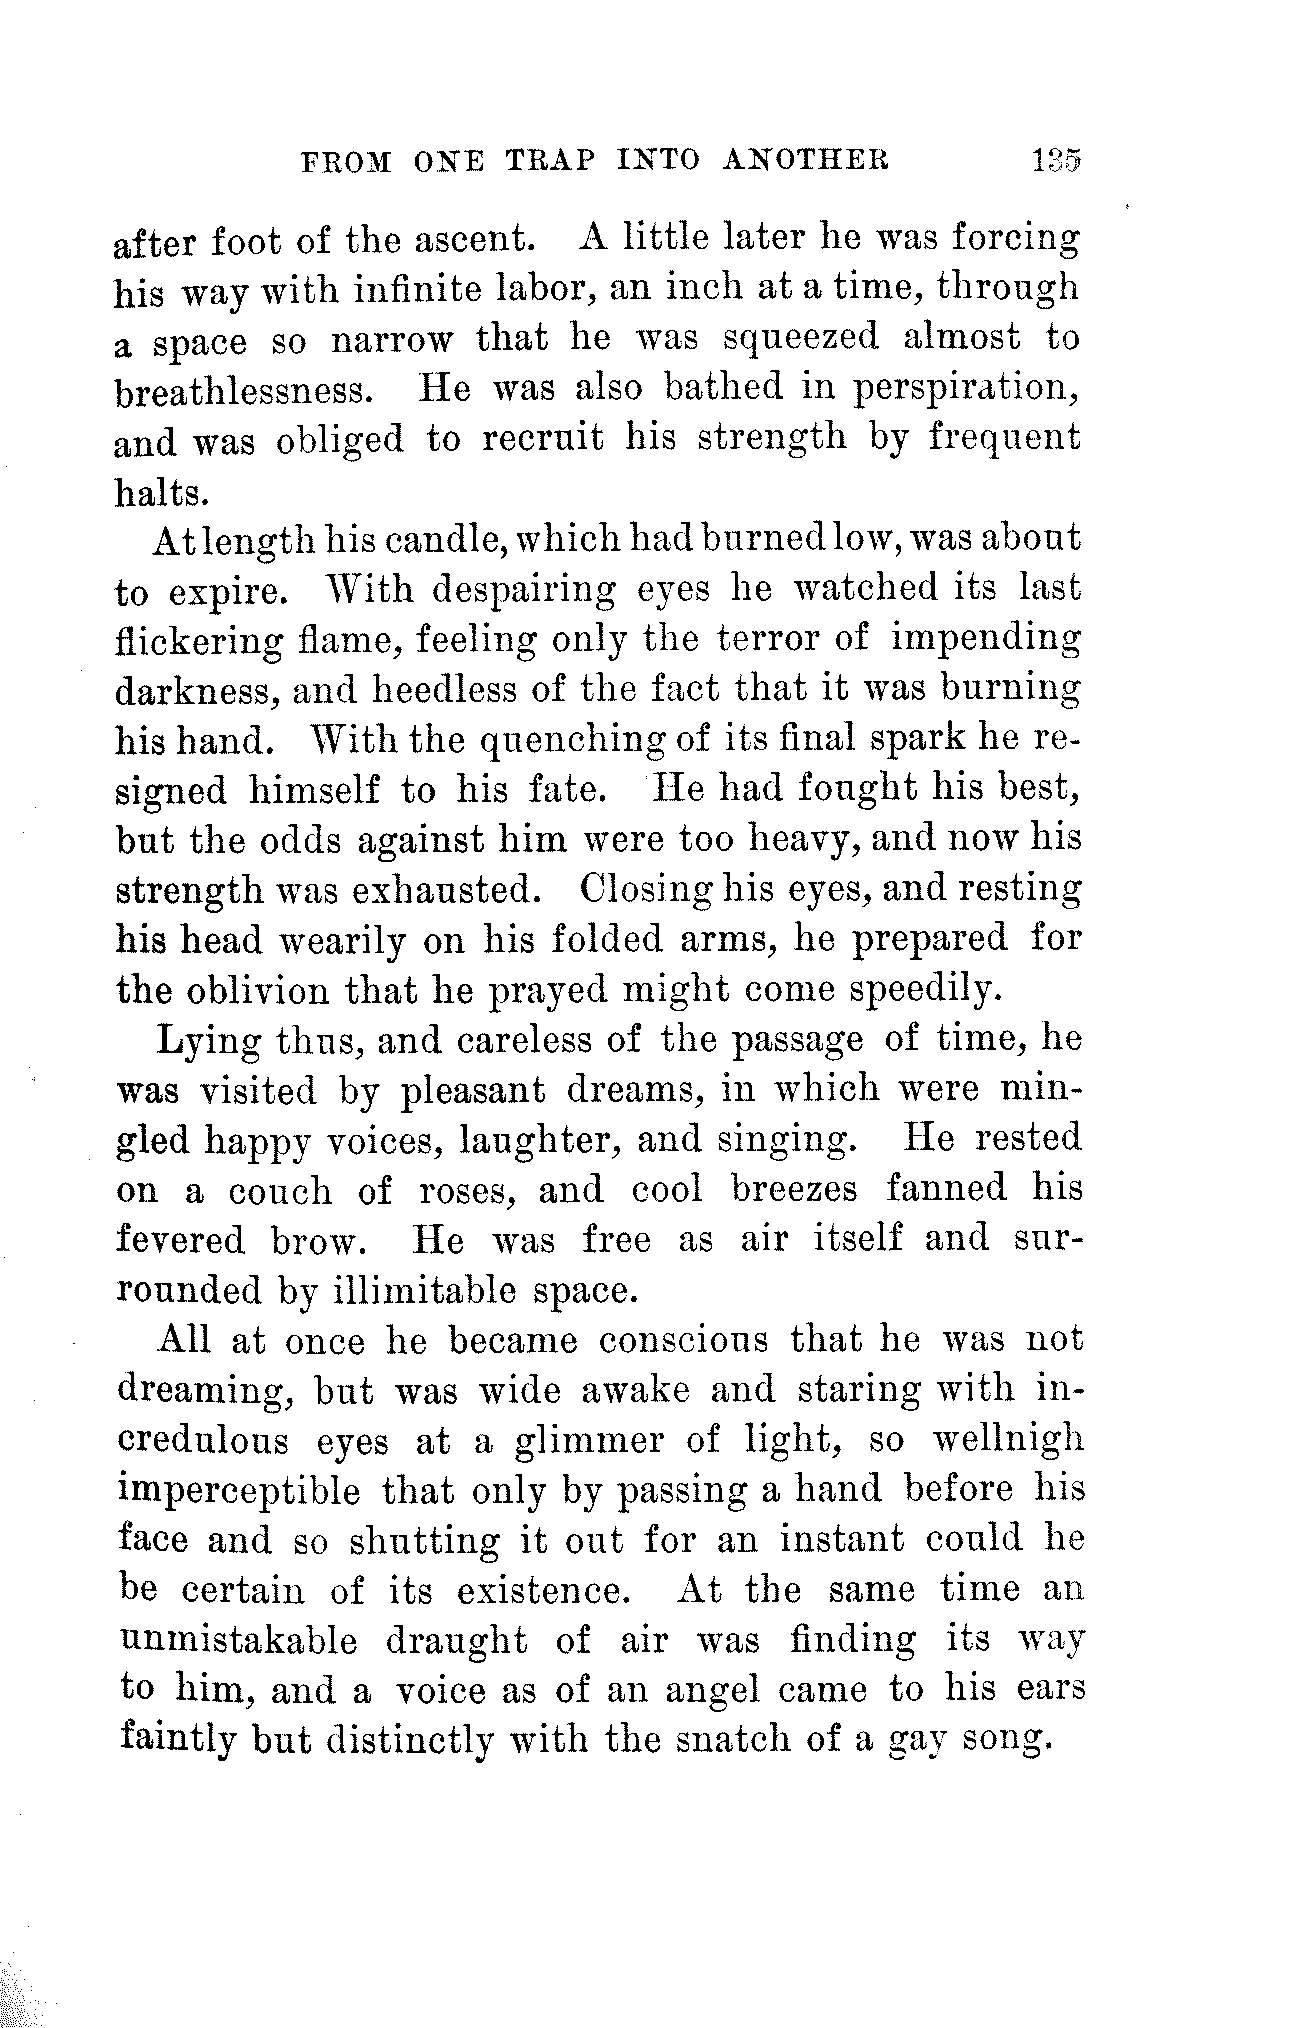 FROM ONE TRAP INTO ANOTHER 135
after foot of the ascent. A little later he was forcing
his way with infinite labor, an inch at a time, through
a space so narrow that he was squeezed almost to
breathlessness. He was also bathed in perspiration,
and was obliged to recruit his strength by frequent
halts.
At length his candle, which had burned low, was about
to expire. With despairing eyes he watched its last
flickering flame, feeling only the terror of impending
darkness, and heedless of the fact that it was burning
his hand. With the quenching of its final spark he re-
signed himself to his fate. He had fought his best,
but the odds against him were too heavy, and now his
strength was exhausted. Closing his eyes, and resting
his head wearily on his folded arms, he prepared for
the oblivion that he prayed might come speedily.
Lying thus, and careless of the passage of time, he
was visited by pleasant dreams, in which were min-
gled happy voices, laughter, and singing. He rested
on a couch of roses, and cool breezes fanned his
fevered brow. He was free as air itself and sur-
rounded by illimitable space.
All at once he became conscious that he was not
dreaming, but was wide awake and staring with in-
credulous eyes at a glimmer of light, so wellnigh
imperceptible that only by passing a hand before his
face and so shutting it out for an instant could he
be certain of its existence. At the same time an
unmistakable draught of air was finding its way
to him, and a voice as of an angel came to his ears
faintly but distinctly with the snatch of a gay song.